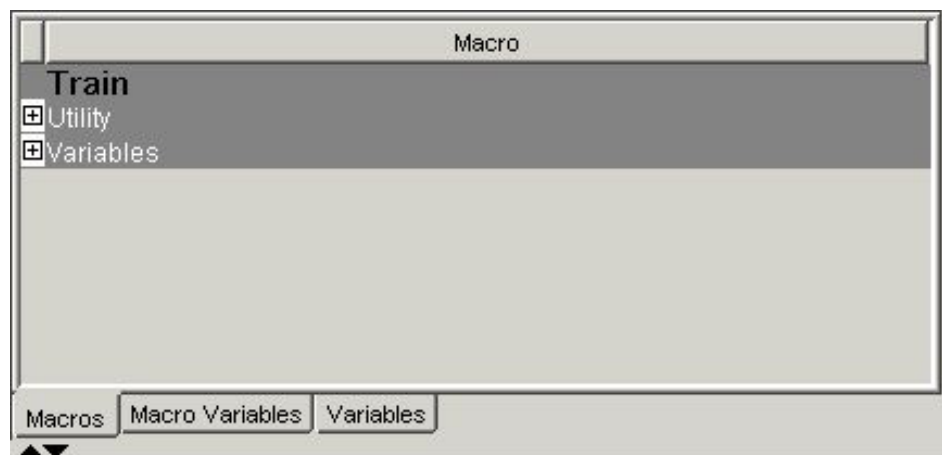 Macro
Train
Utility
Variables
Macros Macro Variables Variables